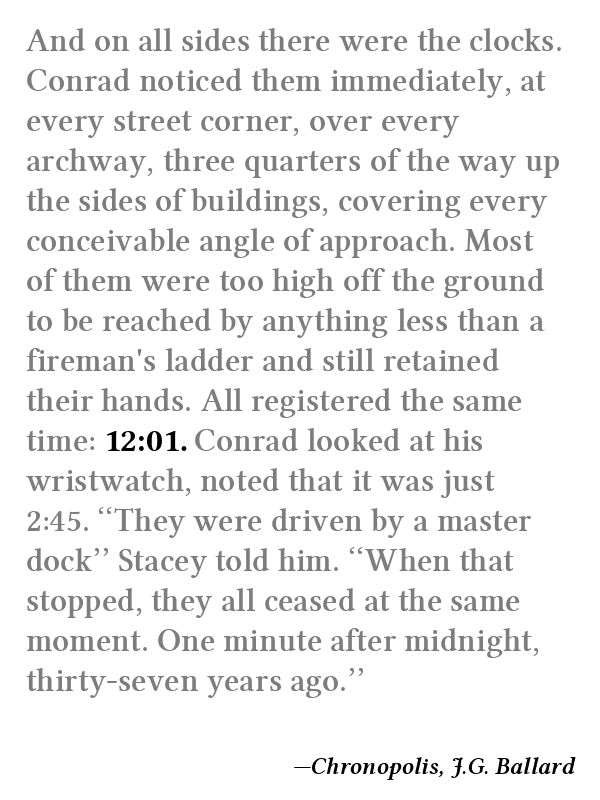 And on all sides there were the clocks.
Conrad noticed them immediately, at
every street corner, over every
archway, three quarters of the way up
the sides of buildings, covering every
conceivable angle of approach. Most
of them were too high off the ground
to be reached by anything less than a
fireman's ladder and still retained
their hands. All registered the same
time: 12:01. Conrad looked at his
wristwatch, noted that it was just
2:45. ‘‘They were driven by a master
dock’’ Stacey told him. ‘‘When that
stopped, they all ceased at the same
moment. One minute after midnight,
thirty-seven years ago.’’
—Chronopolis, J.G. Ballard